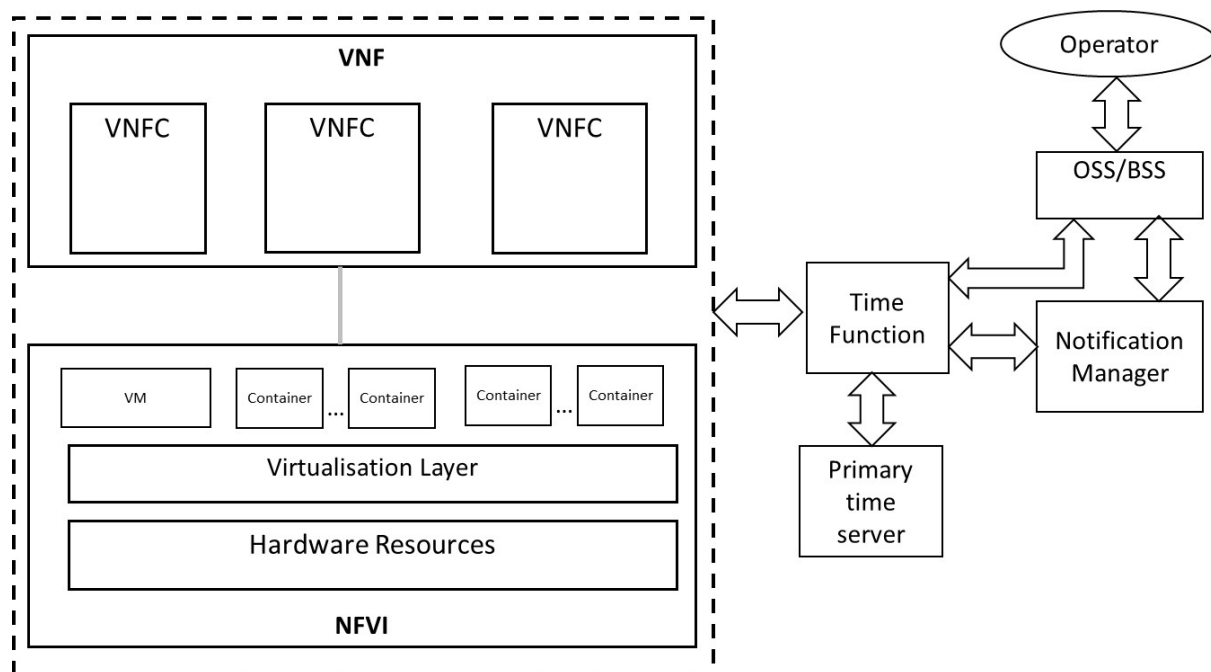 VNF
VNFC
VNFC
VNFC
VM
Container
...
Container
Container
...
Container
Virtualisation Layer
Hardware Resources
NFVI
Operator
OSS/BSS
Time
Function
Notification
Manager
Primary
time
server